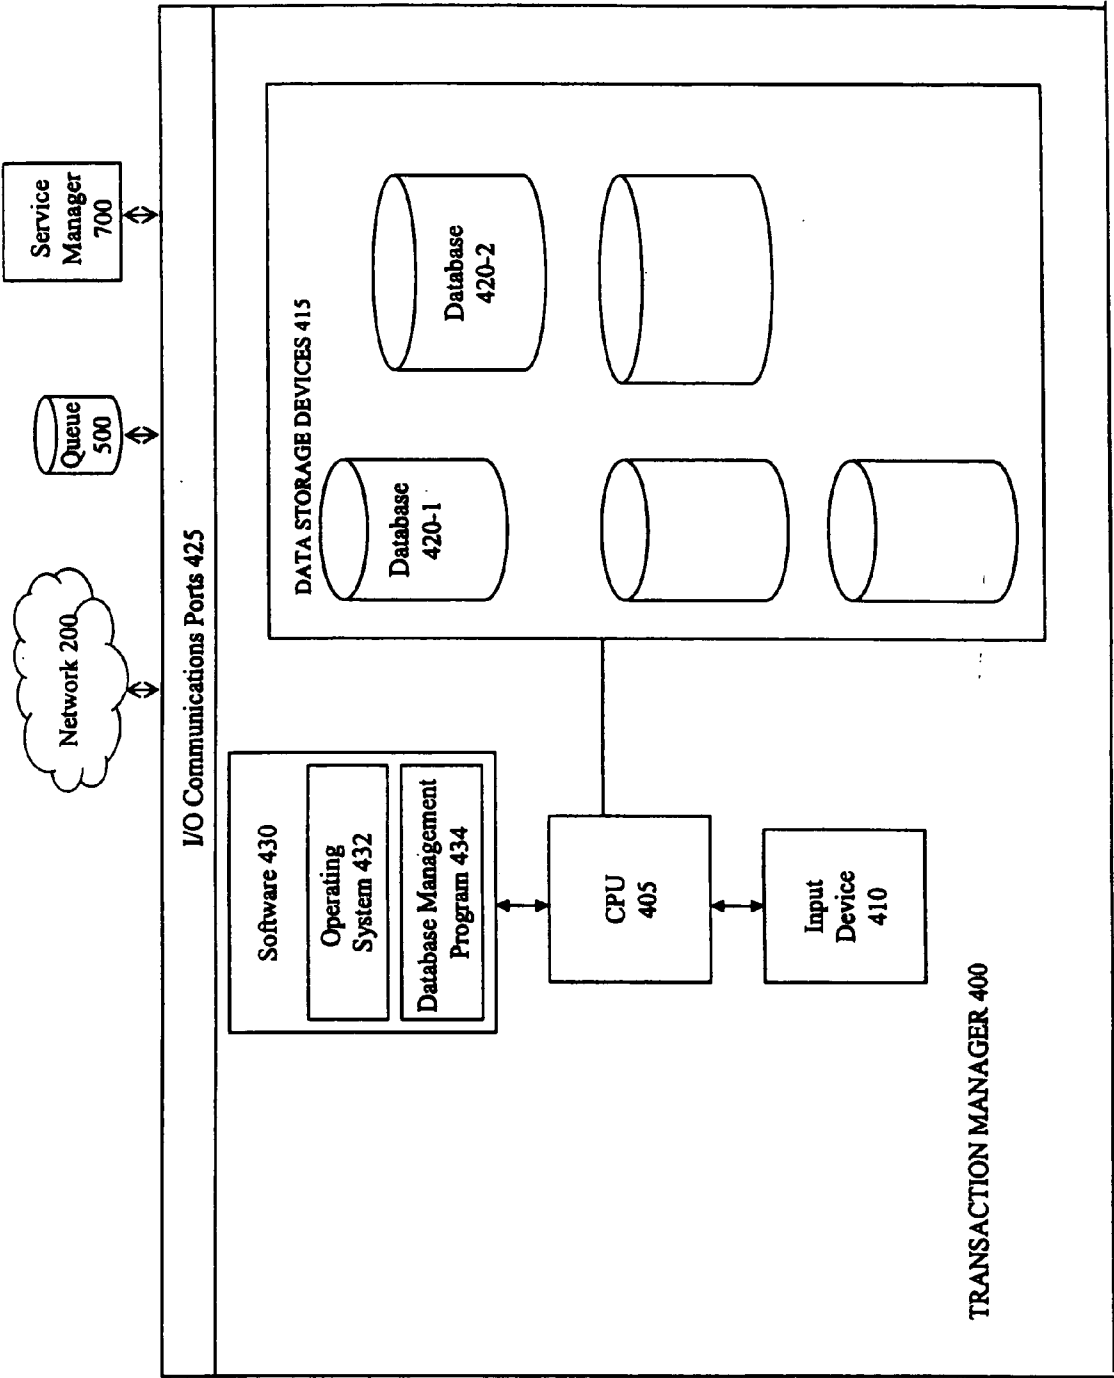 Network 200
Queue
500
Service
Manager
700
I/O Communications Ports 425
Software 430
Operating
System 432
Database Management
Program 434
CPU
405
Input
Device
410
DATA STORAGE DEVICES 415
Database
420-1
Database
420-2
TRANSACTION MANAGER 400